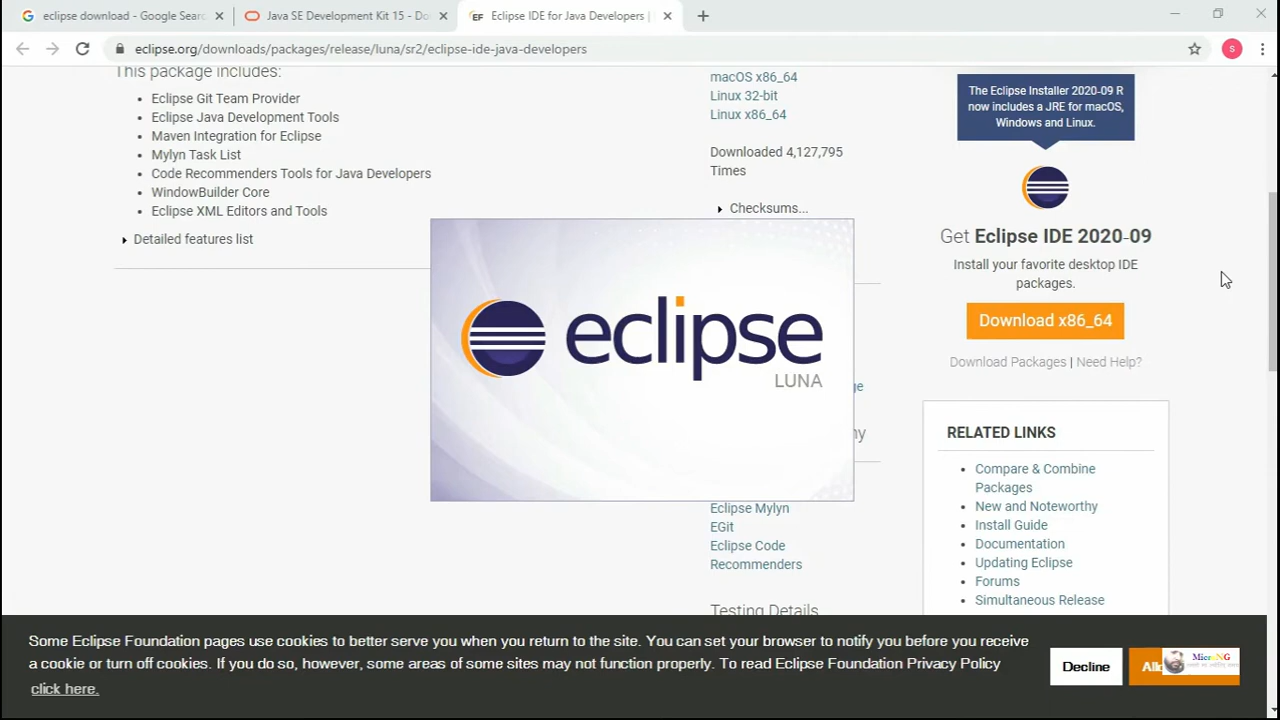 eclipse download - Google Sear
Java SE Development Kit 15 - Do
Eclipse IDE for Java Developers |
eclipse.org/downloads/packages/release/luna/sr2/eclipse-ide-java-developers
S
This package includes:
Eclipse Git Team Provider
Eclipse Java Development Tools
Maven Integration for Eclipse
Mylyn Task List
Code Recommenders Tools for Java Developers
WindowBuilder Core
Eclipse XML Editors and Tools
Detailed features list
macOS x86_64
Linux 32-bit
Linux x86_64
Downloaded 4,127,795
Times
Checksums...
eclipse
LUNA
Eclipse Mylyn
EGit
Eclipse Code
Recommenders
Testing Details
The Eclipse Installer 2020-09 R
now includes a JRE for macOS,
Windows and Linux.
Get Eclipse IDE 2020-09
Install your favorite desktop IDE
packages.
Download x86_64
Download Packages | Need Help?
RELATED LINKS
Compare & Combine
Packages
New and Noteworthy
Install Guide
Documentation
Updating Eclipse
Forums
Simultaneous Release
Some Eclipse Foundation pages use cookies to better serve you when you return to the site. You can set your browser to notify you before you receive
a cookie or turn off cookies. If you do so, however, some areas of some sites may not function properly. To read Eclipse Foundation Privacy Policy
click here.
Decline
MicroNG